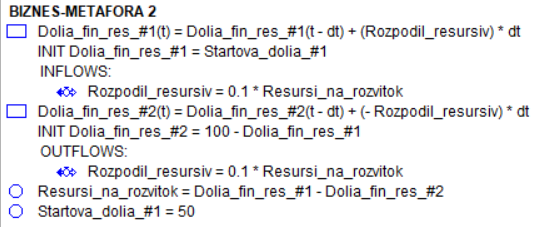 BIZNES-METAFORA 2
Dolia_fin_res_#1(t) = Dolia_fin_res_#1(t - dt) + (Rozpodil_resursiv) * dt
INIT Dolia_fin_res_#1 = Startova_dolia_#1
INFLOWS:
Rozpodil_resursiv = 0.1 * Resursi_na_rozvitok
Dolia_fin_res_#2(t) = Dolia_fin_res_#2(t - dt) + (- Rozpodil_resursiv) * dt
INIT Dolia_fin_res_#2 = 100 - Dolia_fin_res_#1
OUTFLOWS:
Rozpodil_resursiv = 0.1 * Resursi_na_rozvitok
Resursi_na_rozvitok = Dolia_fin_res_#1 - Dolia_fin_res_#2
Startova_dolia_#1 = 50